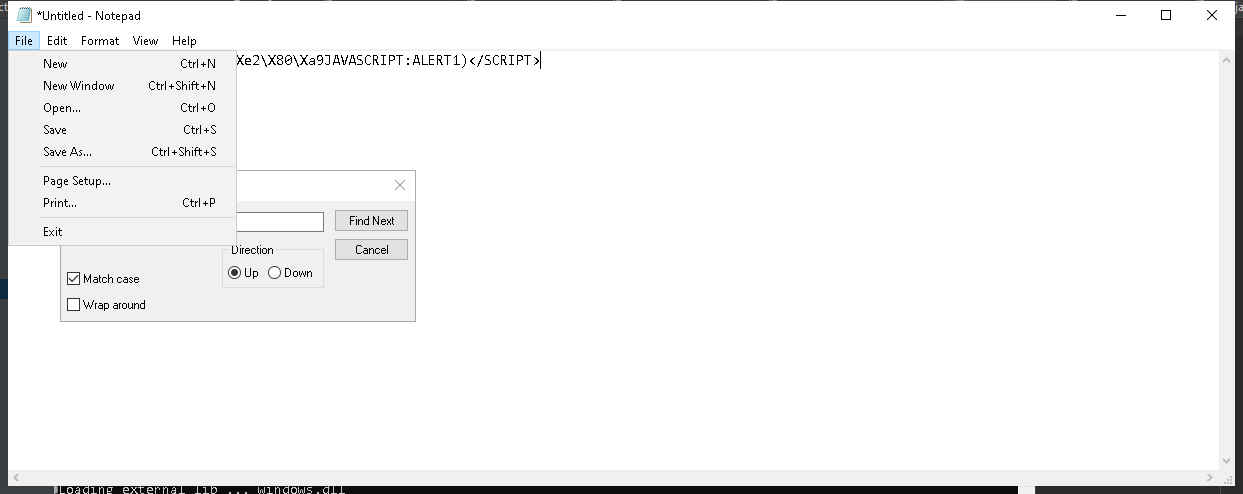 *Untitled - Notepad
File Edit Format View Help
Xe2\X80\Xa9JAVASCRIPT:ALERT1)</SCRIPT>
New Ctrl+N
New Window Ctrl+Shift+N
Open... Ctrl+O
Save Ctrl+S
Save As... Ctrl+Shift+S
Page Setup...
Print... Ctrl+P
Exit
Find Next
Cancel
Direction
Up Down
Match case
Wrap around
Loading external lib ... windows.dll